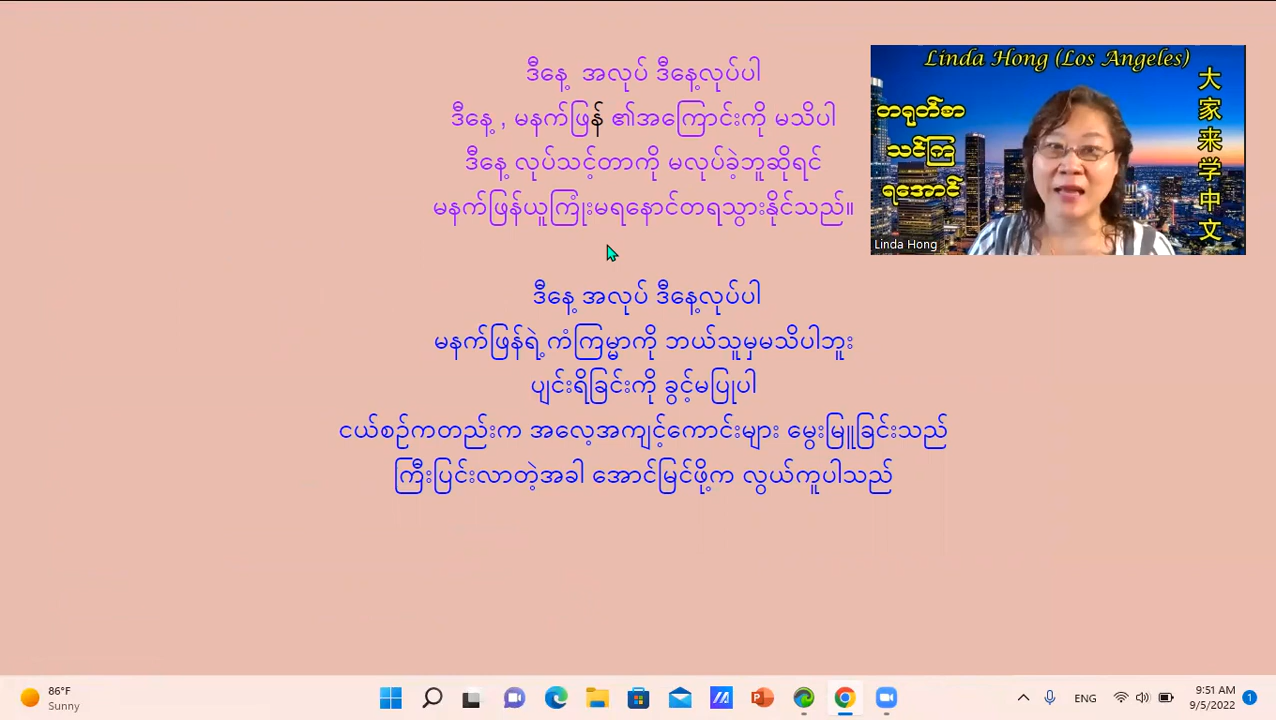 ဒီနေ့ အလုပ် ဒီနေ့လုပ်ပါ
ဒီနေ့ , မနက်ဖြန် ၏အကြောင်းကို မသိပါ
ဒီနေ့ လုပ်သင့်တာကို မလုပ်ခဲ့ဘူးဆိုရင်
မနက်ဖြန်ယူကြုံးမရနောင်တရသွားနိုင်သည်။
ဒီနေ့ အလုပ် ဒီနေ့လုပ်ပါ
မနက်ဖြန်ရဲ့ကံကြမ္မာကို ဘယ်သူမှမသိပါဘူး
ပျင်းရိခြင်းကို ခွင့်မပြုပါ
ငယ်စဉ်ကတည်းက အလေ့အကျင့်ကောင်းများ မွေးမြူခြင်းသည်
ကြီးပြင်းလာတဲ့အခါ အောင်မြင်ဖို့က လွယ်ကူပါသည်
Linda Hong (Los Angeles)
တရုတ်စာ
သင်ကြ
ရအောင်
大家来学中文
Linda Hong
86°F
Sunny
ENG
9:51 AM
9/5/2022
1